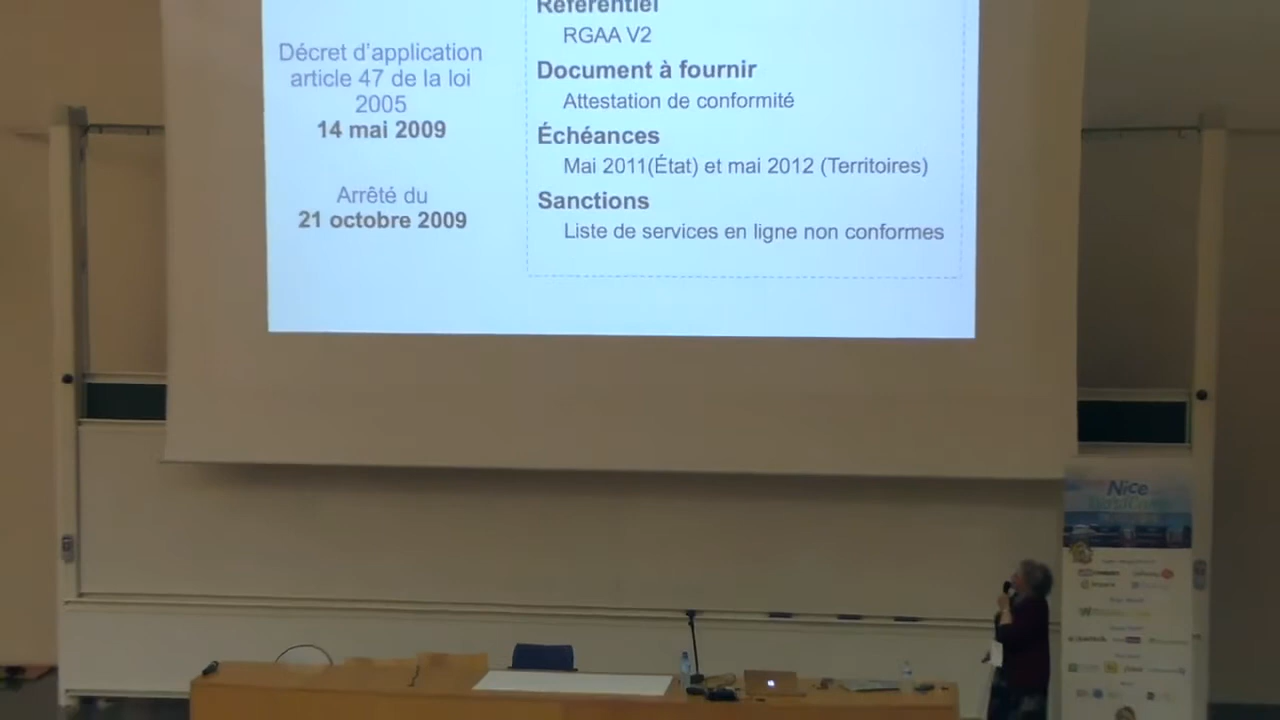 Décret d'application
article 47 de la loi
2005
14 mai 2009
Arrêté du
21 octobre 2009
Référentiel
RGAA V2
Document à fournir
Attestation de conformité
Échéances
Mai 2011(État) et mai 2012 (Territoires)
Sanctions
Liste de services en ligne non conformes
Nice